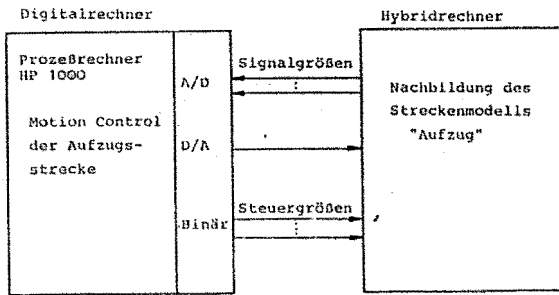 Digitalrechner
Hybridrechner
Prozeßrechner
HP 1000
Motion Control
der Aufzugs-
strecke
A/D
D/A
Binär
Signalgrößen
Steuergrößen
Nachbildung des
Streckenmodells
"Aufzug"